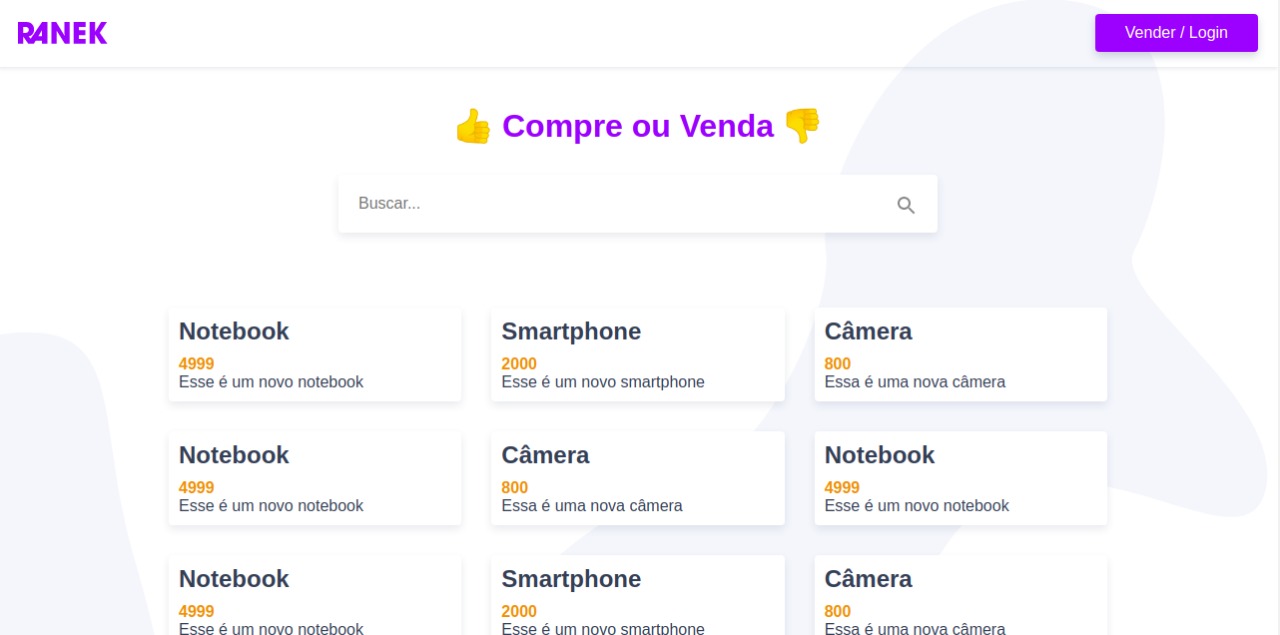 RANEK
Vender / Login
👍 Compre ou Venda 👎
Buscar...
Notebook
4999
Esse é um novo notebook
Smartphone
2000
Esse é um novo smartphone
Câmera
800
Essa é uma nova câmera
Notebook
4999
Esse é um novo notebook
Câmera
800
Essa é uma nova câmera
Notebook
4999
Esse é um novo notebook
Notebook
4999
Esse é um novo notebook
Smartphone
2000
Esse é um novo smartphone
Câmera
800
Essa é uma nova câmera